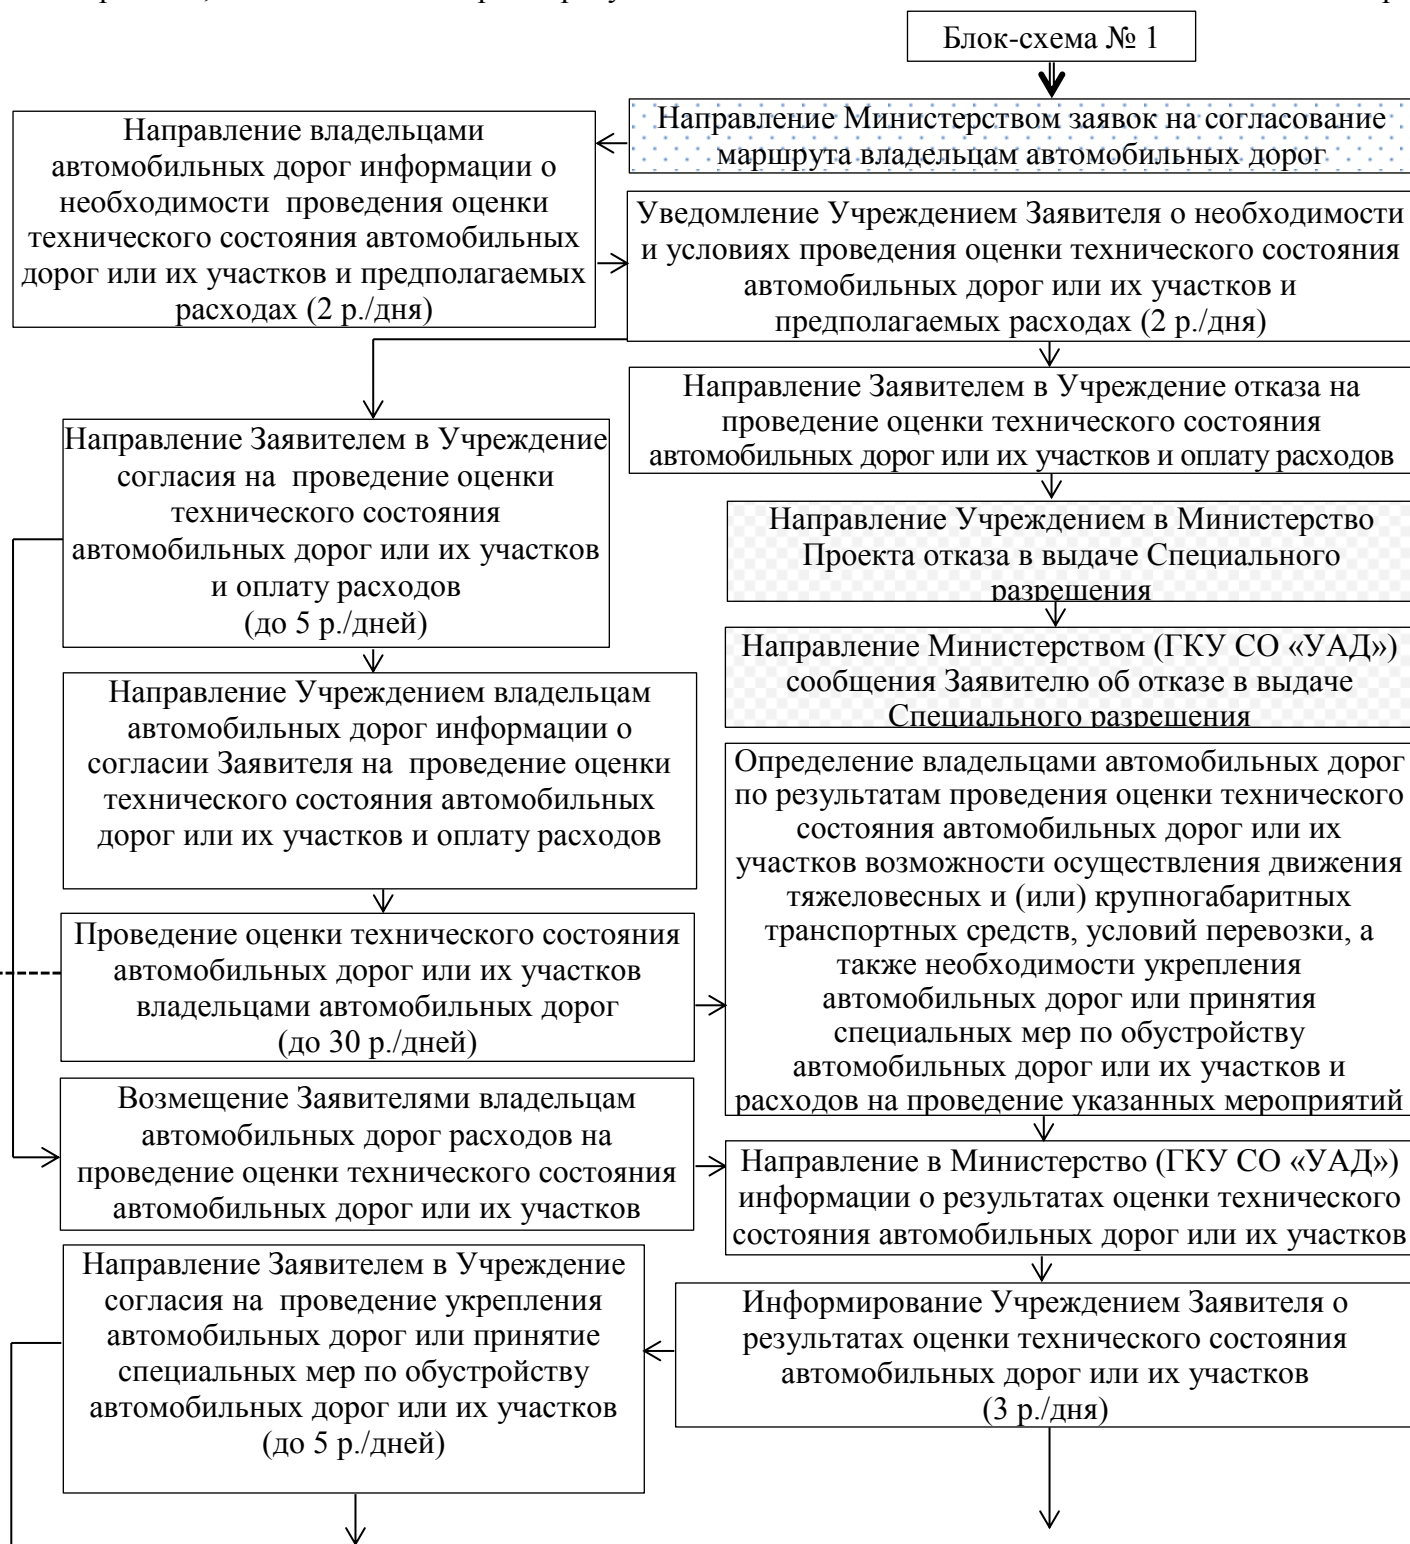 Блок-схема № 1
Направление Министерством заявок на согласование
маршрута владельцам автомобильных дорог
Направление владельцами
автомобильных дорог информации о
необходимости проведения оценки
технического состояния автомобильных
дорог или их участков и предполагаемых
расходах (2 р./дня)
Уведомление Учреждением Заявителя о необходимости
и условиях проведения оценки технического состояния
автомобильных дорог или их участков и
предполагаемых расходах (2 р./дня)
Направление Заявителем в Учреждение отказа на
проведение оценки технического состояния
автомобильных дорог или их участков и оплату расходов
Направление Заявителем в Учреждение
согласия на проведение оценки
технического состояния
автомобильных дорог или их участков
и оплату расходов
(до 5 р./дней)
Направление Учреждением в Министерство
Проекта отказа в выдаче Специального
разрешения
Направление Министерством (ГКУ СО «УАД»)
сообщения Заявителю об отказе в выдаче
Специального разрешения
Направление Учреждением владельцам
автомобильных дорог информации о
согласии Заявителя на проведение оценки
технического состояния автомобильных
дорог или их участков и оплату расходов
Определение владельцами автомобильных дорог
по результатам проведения оценки технического
состояния автомобильных дорог или их
участков возможности осуществления движения
тяжеловесных и (или) крупногабаритных
транспортных средств, условий перевозки, а
также необходимости укрепления
автомобильных дорог или принятия
специальных мер по обустройству
автомобильных дорог или их участков и
расходов на проведение указанных мероприятий
Проведение оценки технического состояния
автомобильных дорог или их участков
владельцами автомобильных дорог
(до 30 р./дней)
Возмещение Заявителями владельцам
автомобильных дорог расходов на
проведение оценки технического состояния
автомобильных дорог или их участков
Направление в Министерство (ГКУ СО «УАД»)
информации о результатах оценки технического
состояния автомобильных дорог или их участков
Направление Заявителем в Учреждение
согласия на проведение укрепления
автомобильных дорог или принятие
специальных мер по обустройству
автомобильных дорог или их участков
(до 5 р./дней)
Информирование Учреждением Заявителя о
результатах оценки технического состояния
автомобильных дорог или их участков
(3 р./дня)